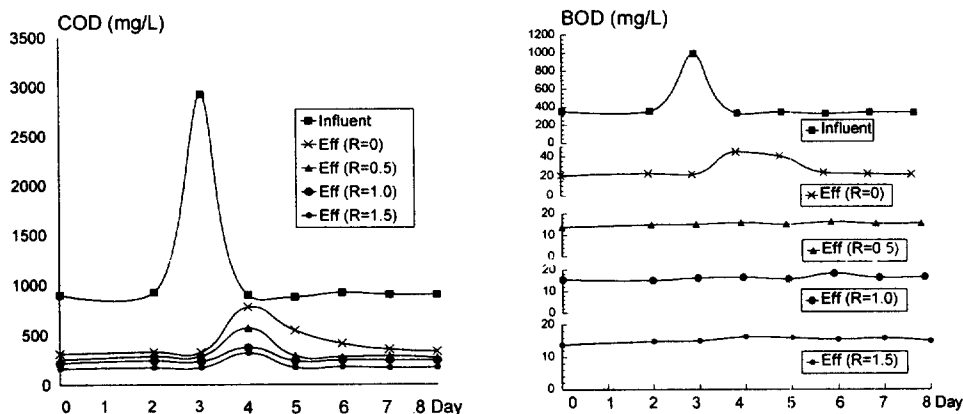 COD (mg/L)
3500
3000
2500
2000
1500
1000
500
0
0 1 2 3 4 5 6 7 .8 Day
Influent
Eff (R=0)
Eff (R=0.5)
Eff (R=1.0)
Eff (R=1.5)
BOD (mg/L)
1200
1000
800
600
400
200
0
Influent
40
20
0
Eff (R=0)
20
10
0
Eff (R=0 5)
20
10
0
Eff (R=1.0)
20
10
0
Eff (R=1.5)
0 1 2 3 4 5 6 7 8 Day